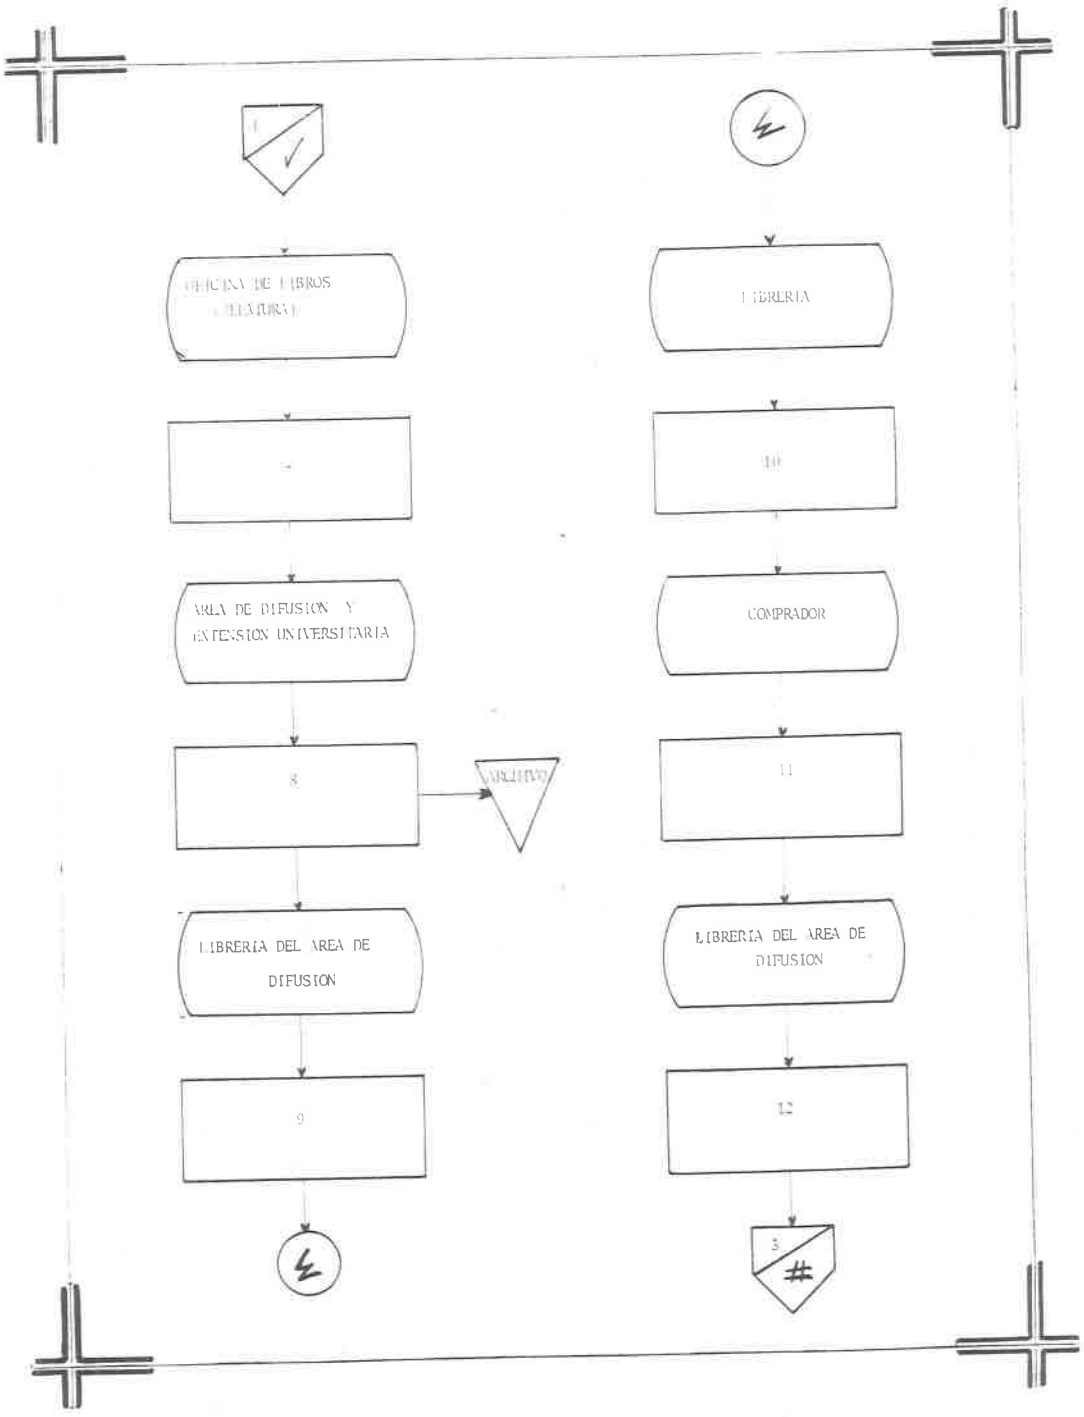 1
OFICINA DE LIBROS
AREA DE DIFUSION Y
EXTENSION UNIVERSITARIA
8
ARCHIVO
LIBRERIA DEL AREA DE
DIFUSION
9
LIBRERIA
10
COMPRADOR
11
LIBRERIA DEL AREA DE
DIFUSION
12
3
#